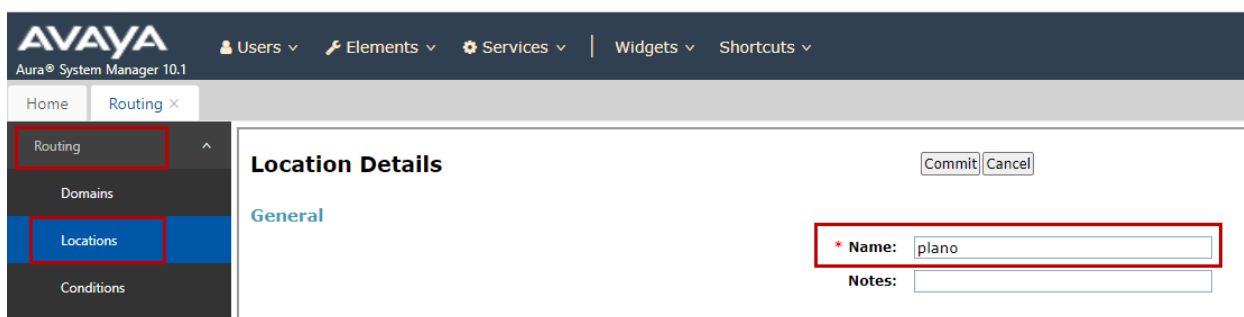 AVAYA
Aura® System Manager 10.1
Users Elements Services | Widgets Shortcuts
Home Routing ×
Routing
Domains
Locations
Conditions
Location Details
Commit Cancel
General
* Name: plano
Notes: